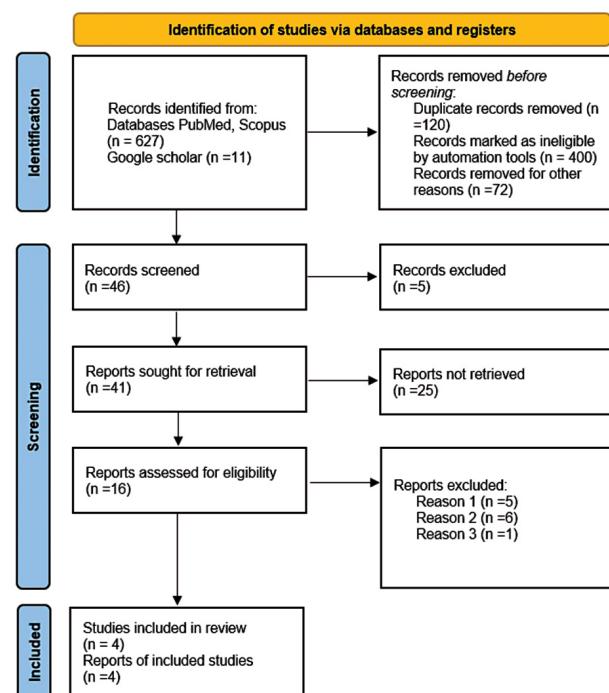 Identification of studies via databases and registers
Identification
Records identified from:
Databases PubMed, Scopus
(n = 627)
Google scholar (n =11)
Records removed before
screening:
Duplicate records removed (n
=120)
Records marked as ineligible
by automation tools (n = 400)
Records removed for other
reasons (n =72)
Screening
Records screened
(n =46)
Records excluded
(n =5)
Reports sought for retrieval
(n =41)
Reports not retrieved
(n =25)
Reports assessed for eligibility
(n =16)
Reports excluded:
Reason 1 (n =5)
Reason 2 (n =6)
Reason 3 (n =1)
Included
Studies included in review
(n = 4)
Reports of included studies
(n =4)